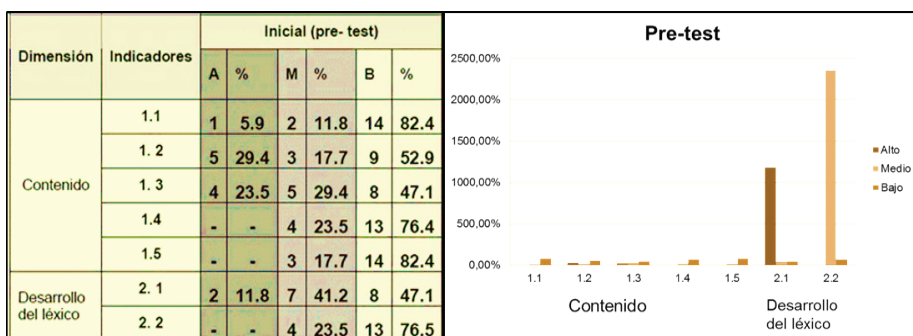 Dimensión Indicadores Inicial (pre- test)
A % M % B %
Contenido
1.1 1 5.9 2 11.8 14 82.4
1. 2 5 29.4 3 17.7 9 52.9
1. 3 4 23.5 5 29.4 8 47.1
1.4 - - 4 23.5 13 76.4
1.5 - - 3 17.7 14 82.4
Desarrollo
del léxico
2. 1 2 11.8 7 41.2 8 47.1
2. 2 - - 4 23.5 13 76.5
Pre-test
2500,00%
2000,00%
1500,00%
1000,00%
500,00%
0,00%
1.1 1.2 1.3 1.4 1.5 2.1 2.2
Contenido
Desarrollo
del léxico
Alto
Medio
Bajo